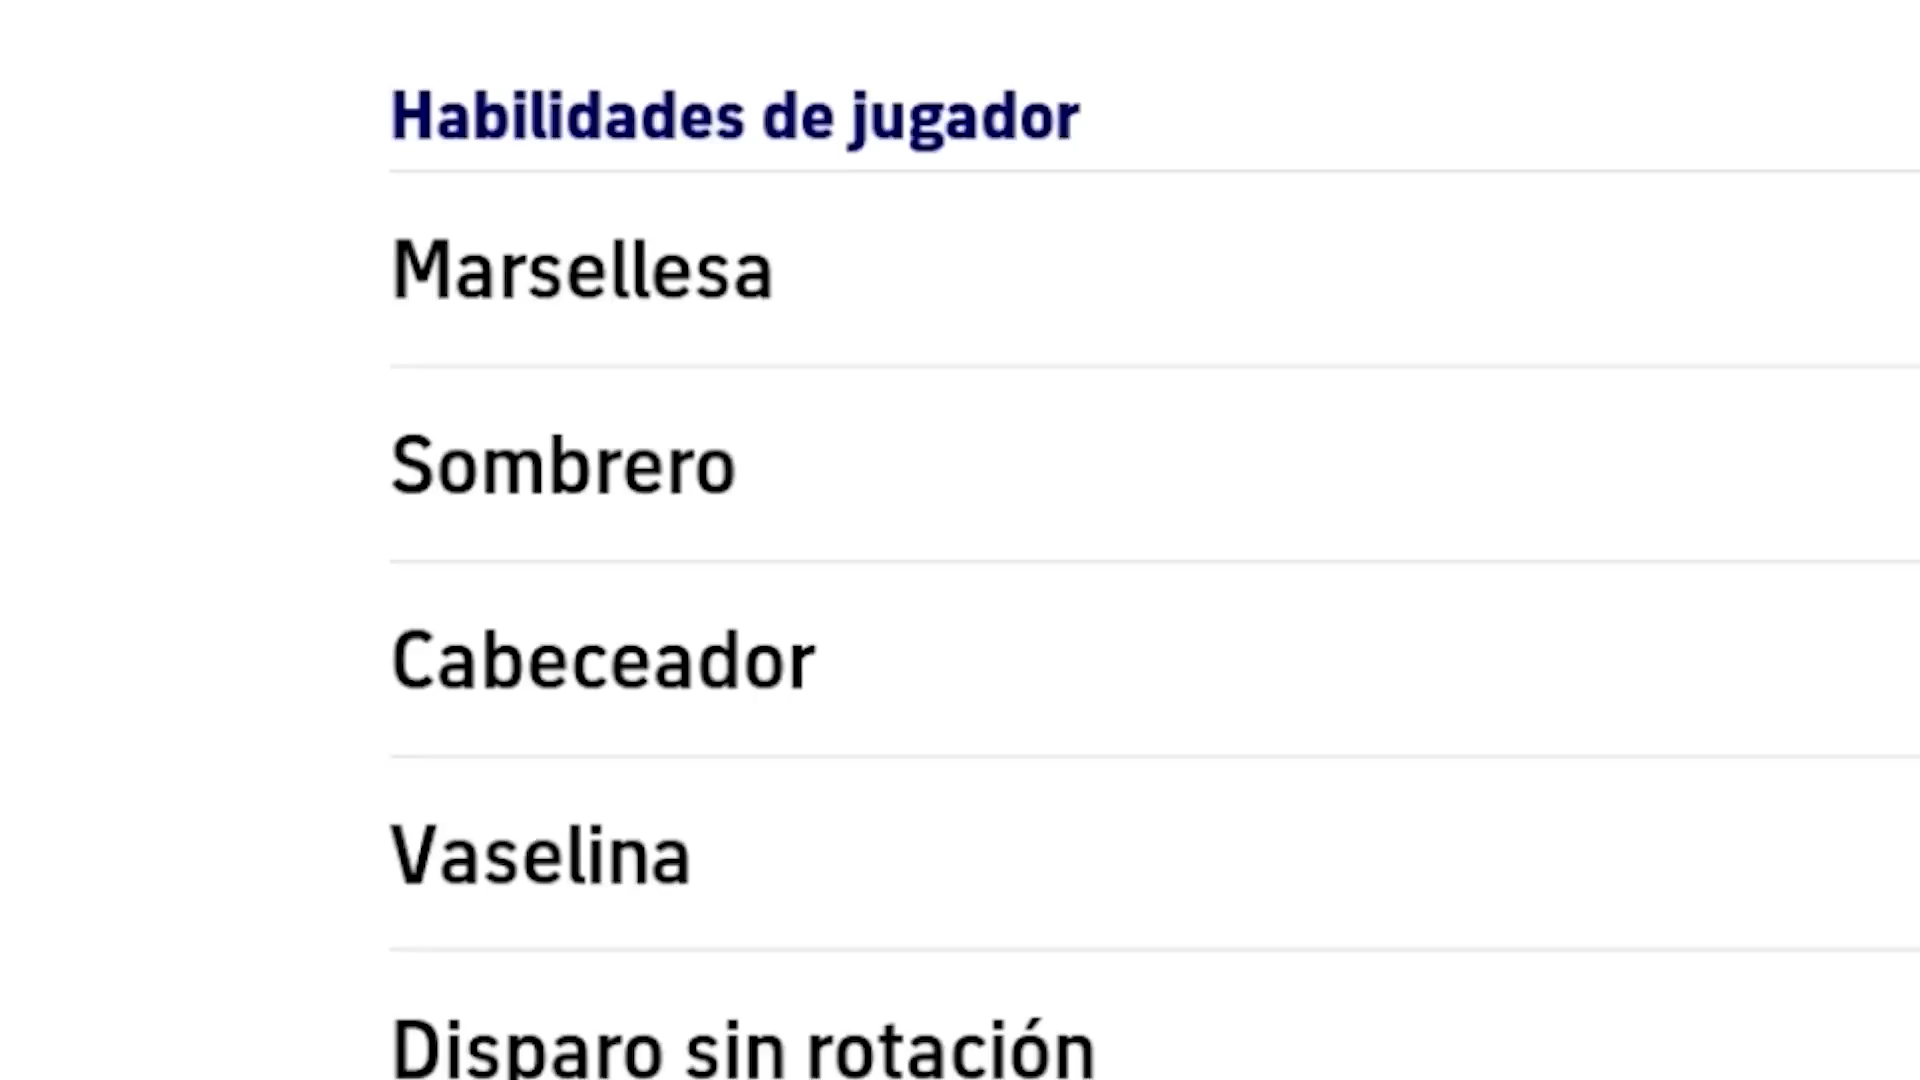 Habilidades de jugador
Marsellesa
Sombrero
Cabeceador
Vaselina
Disparo sin rotación